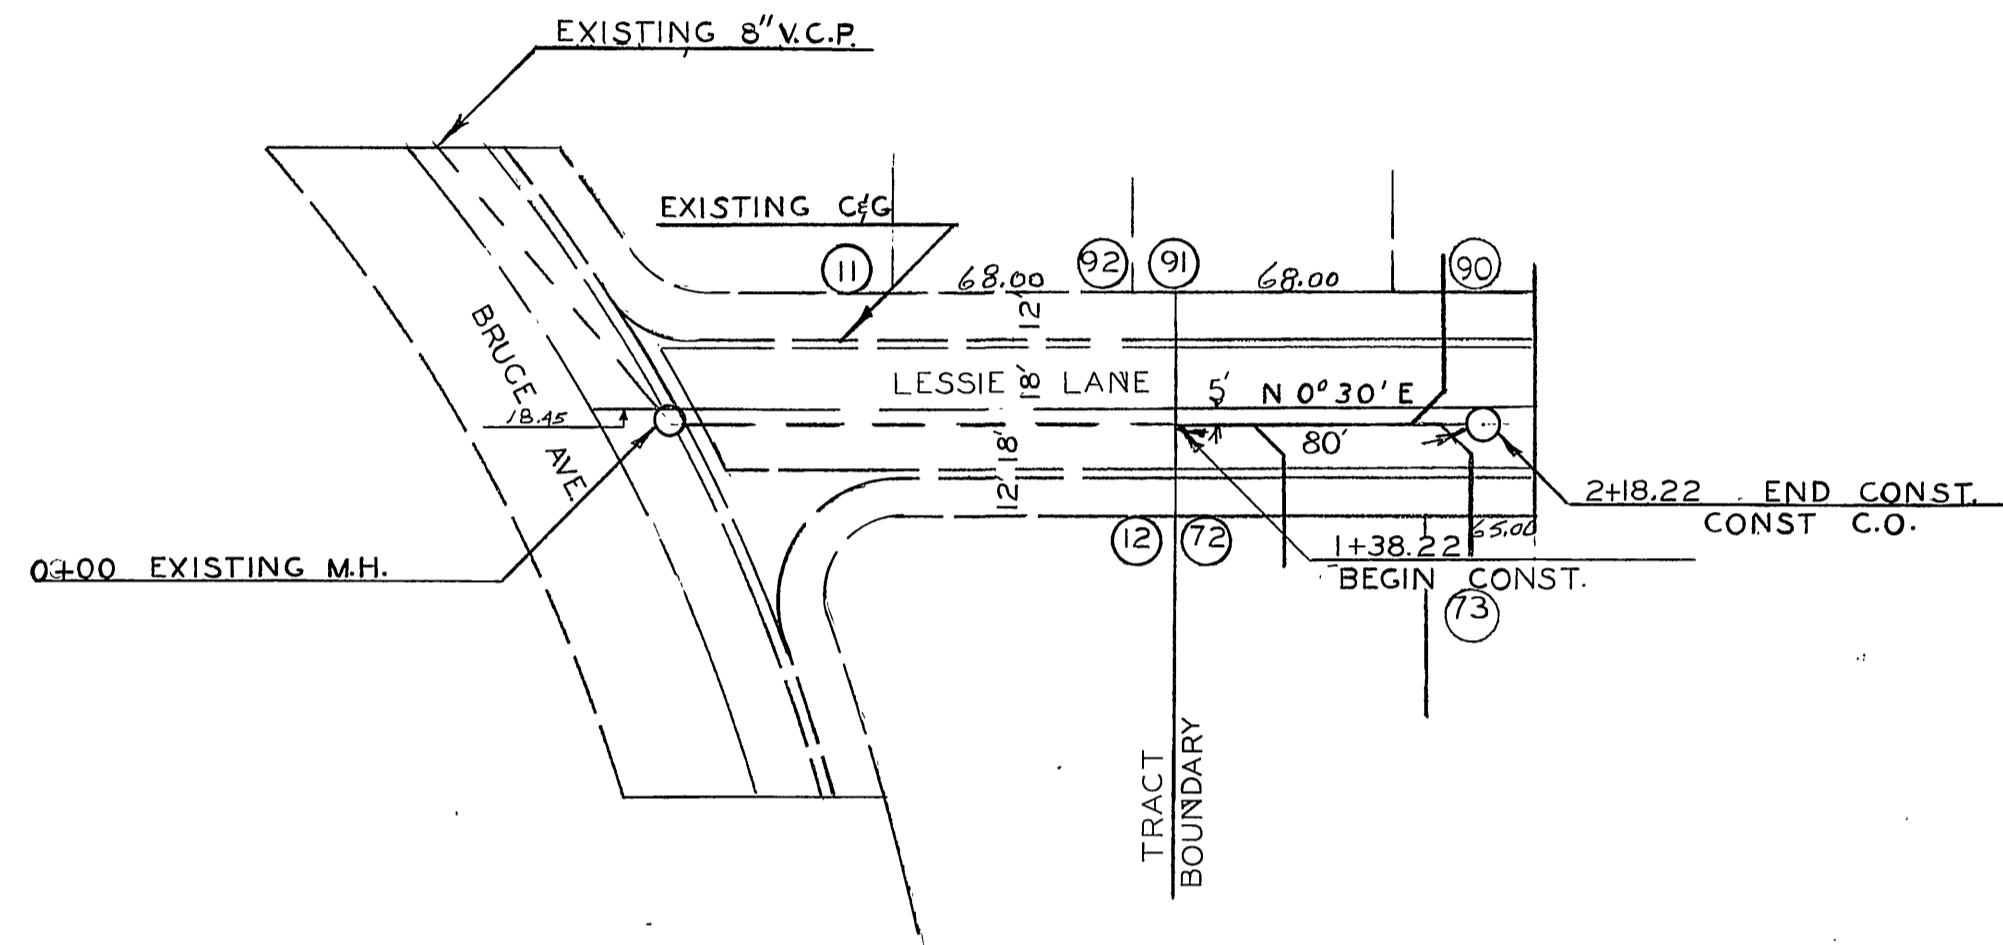 EXISTING 8" V.C.P.
EXISTING C&G
11
68.00
92
91
68.00
90
12'
BRUGE AVE.
LESSIE LANE
18'
5'
N 0° 30' E
18.45
18'
80'
12'
2+18.22 END CONST.
CONST C.O.
12
72
65.00
1+38.22
BEGIN CONST.
0+00 EXISTING M.H.
73
TRACT BOUNDARY